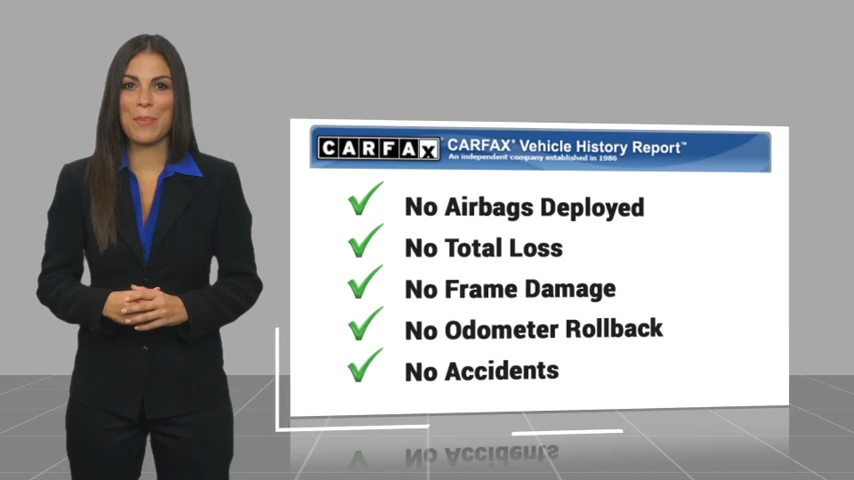 CARFAX CARFAX® Vehicle History Report™
An independent company established in 1986
No Airbags Deployed
No Total Loss
No Frame Damage
No Odometer Rollback
No Accidents
No Accidents